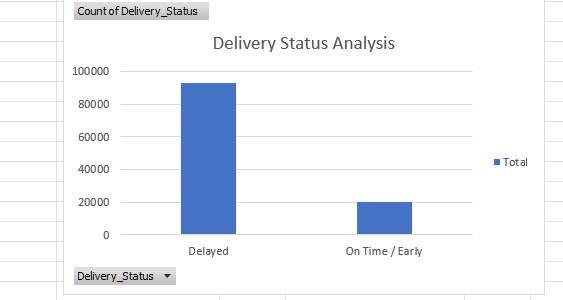 Count of Delivery_Status
Delivery Status Analysis
100000
80000
60000
40000
20000
0
Delayed
On Time / Early
Total
Delivery_Status